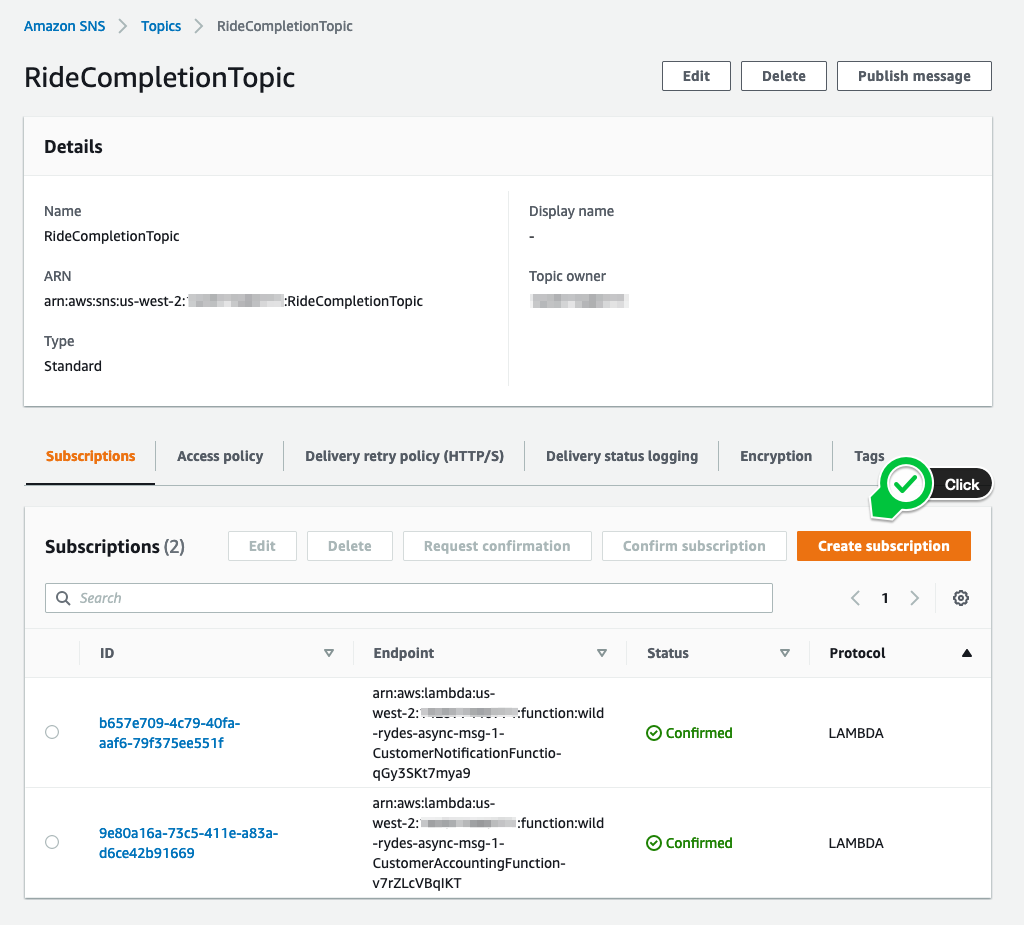 Amazon SNS > Topics > RideCompletionTopic
RideCompletionTopic
Edit
Delete
Publish message
Details
Name
RideCompletionTopic
Display name
-
ARN
arn:aws:sns:us-west-2: :RideCompletionTopic
Topic owner
Type
Standard
Subscriptions
Access policy
Delivery retry policy (HTTP/S)
Delivery status logging
Encryption
Tags
Click
Subscriptions (2)
Edit
Delete
Request confirmation
Confirm subscription
Create subscription
Search
1
ID
Endpoint
Status
Protocol
b657e709-4c79-40fa-
aaf6-79f375ee551f
arn:aws:lambda:us-
west-2: :function:wild
-rydes-async-msg-1-
CustomerNotificationFunctio-
qGy3SKt7mya9
Confirmed
LAMBDA
9e80a16a-73c5-411e-a83a-
d6ce42b91669
arn:aws:lambda:us-
west-2: :function:wild
-rydes-async-msg-1-
CustomerAccountingFunction-
v7rZLcVBqIKT
Confirmed
LAMBDA